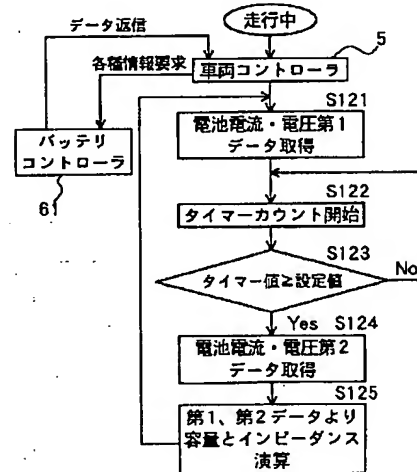 走行中
データ返信
5
各種情報要求
車両コントローラ
S121
バッテリ
コントローラ
電池電流・電圧第1
データ取得
61
S122
タイマーカウント開始
S123
タイマー値≧設定値
No
Yes S124
電池電流・電圧第2
データ取得
S125
第1、第2データより
容量とインピーダンス
演算